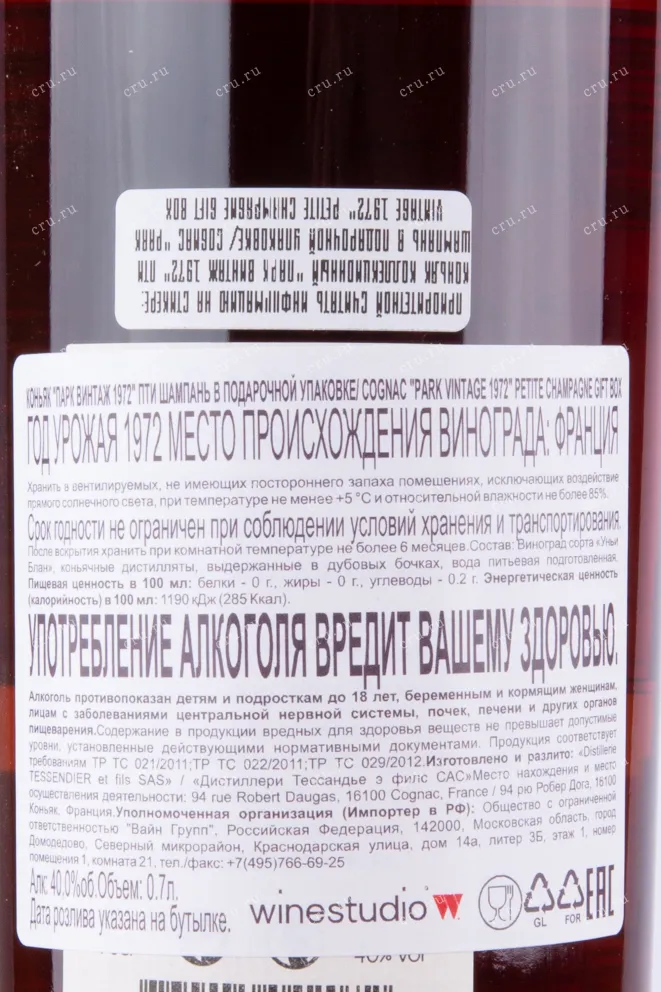 ПРИОРИТЕТНОЙ СЧИТАТЬ ИНФОРМАЦИЮ НА СТИКЕРЕ:
КОНЬЯК КОЛЛЕКЦИОННЫЙ "ПАРК ВИНТАЖ 1972" ПТИ
ШАМПАНЬ В ПОДАРОЧНОЙ УПАКОВКЕ/ COGNAC "PARK
VINTAGE 1972" PETITE CHAMPAGNE GIFT BOX
КОНЬЯК "ПАРК ВИНТАЖ 1972" ПТИ ШАМПАНЬ В ПОДАРОЧНОЙ УПАКОВКЕ/ COGNAC "PARK VINTAGE 1972" PETITE CHAMPAGNE GIFT BOX
ГОД УРОЖАЯ 1972 МЕСТО ПРОИСХОЖДЕНИЯ ВИНОГРАДА: ФРАНЦИЯ
Хранить в вентилируемых, не имеющих постороннего запаха помещениях, исключающих воздействие
прямого солнечного света, при температуре не менее +5 °С и относительной влажности не более 85%.
Срок годности не ограничен при соблюдении условий хранения и транспортирования.
После вскрытия хранить при комнатной температуре не более 6 месяцев.Состав: Виноград сорта «Уньи
Блан», коньячные дистилляты, выдержанные в дубовых бочках, вода питьевая подготовленная.
Пищевая ценность в 100 мл: белки - 0 г., жиры - 0 г., углеводы - 0.2 г. Энергетическая ценность
(калорийность) в 100 мл: 1190 кДж (285 Ккал).
УПОТРЕБЛЕНИЕ АЛКОГОЛЯ ВРЕДИТ ВАШЕМУ ЗДОРОВЬЮ.
Алкоголь противопоказан детям и подросткам до 18 лет, беременным и кормящим женщинам,
лицам с заболеваниями центральной нервной системы, почек, печени и других органов
пищеварения.Содержание в продукции вредных для здоровья веществ не превышает допустимые
уровни, установленные действующими нормативными документами. Продукция соответствует
требованиям ТР ТС 021/2011;ТР ТС 022/2011;ТР ТС 029/2012.Изготовлено и разлито: «Distillerie
TESSENDIER et fils SAS» / «Дистиллери Тессандье э филс САС»Место нахождения и место
осуществления деятельности: 94 rue Robert Daugas, 16100 Cognac, France / 94 рю Робер Дога, 16100
Коньяк, Франция.Уполномоченная организация (Импортер в РФ): Общество с ограниченной
ответственностью "Вайн Групп", Российская Федерация, 142000, Московская область, город
Домодедово, Северный микрорайон, Краснодарская улица, дом 14а, литер 3Б, этаж 1, номер
помещения 1, комната 21, тел./факс: +7(495)766-69-25
Алк: 40.0%об.Объем: 0.7л.
Дата розлива указана на бутылке.
winestudio W
GL
FOR
EAC
40% vol
cru.ru